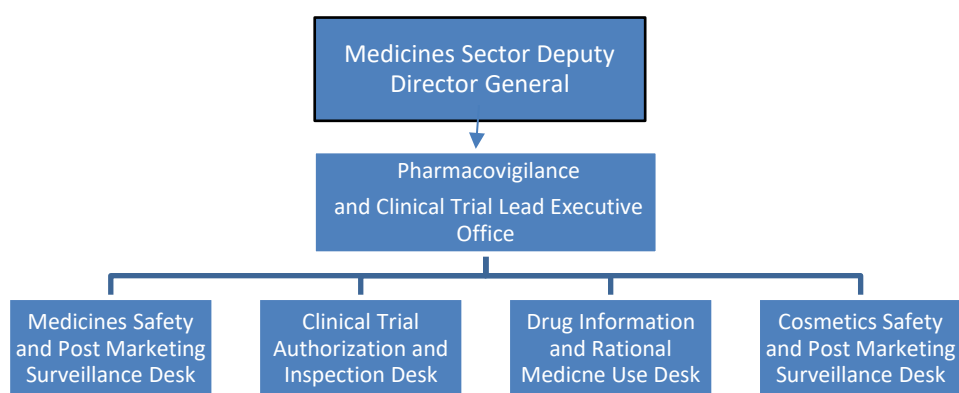 Medicines Sector Deputy
Director General
Pharmacovigilance
and Clinical Trial Lead Executive
Office
Medicines Safety
and Post Marketing
Surveillance Desk
Clinical Trial
Authorization and
Inspection Desk
Drug Information
and Rational
Medicne Use Desk
Cosmetics Safety
and Post Marketing
Surveillance Desk